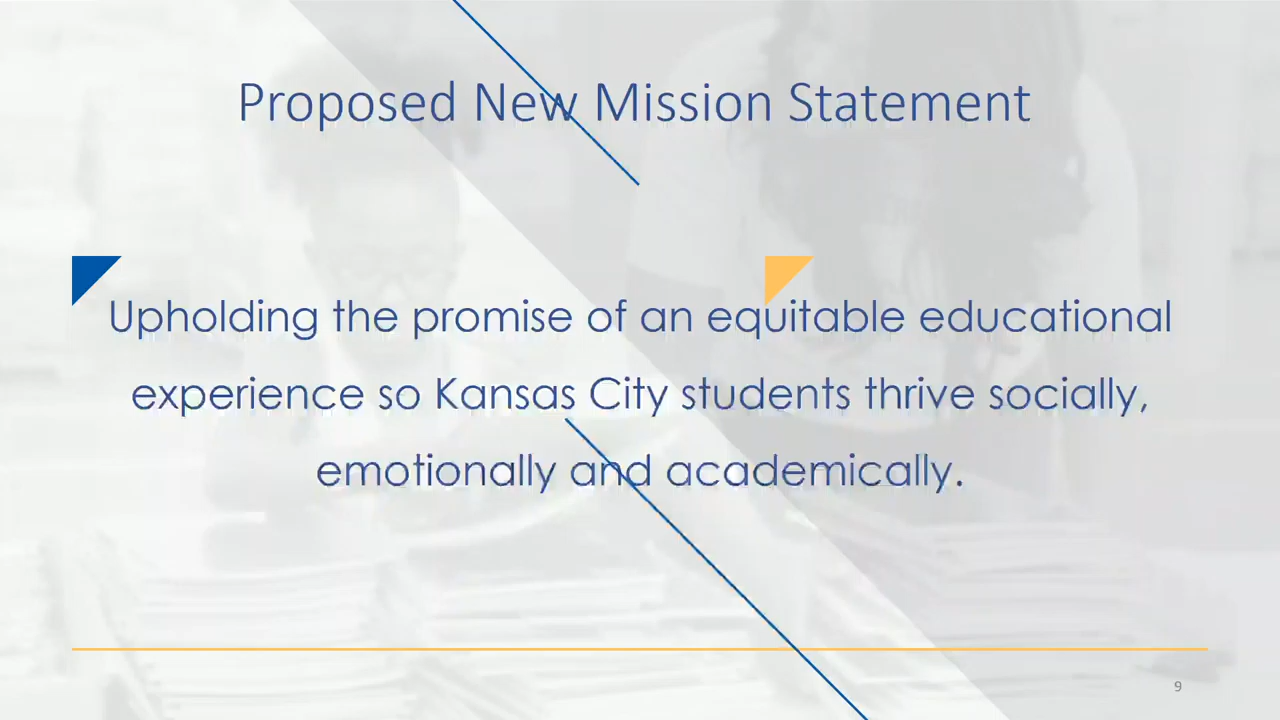 Proposed New Mission Statement
Upholding the promise of an equitable educational
experience so Kansas City students thrive socially,
emotionally and academically.
9